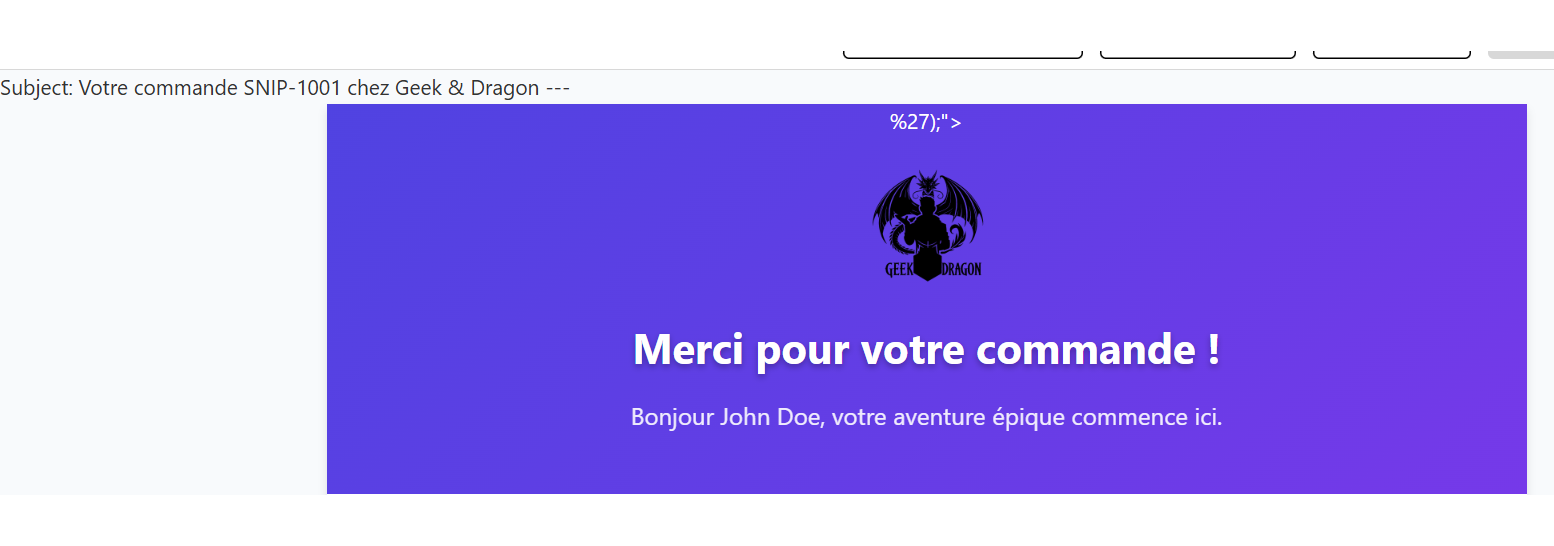 Subject: Votre commande SNIP-1001 chez Geek & Dragon ---
%27);">
GEEK DRAGON
Merci pour votre commande !
Bonjour John Doe, votre aventure épique commence ici.